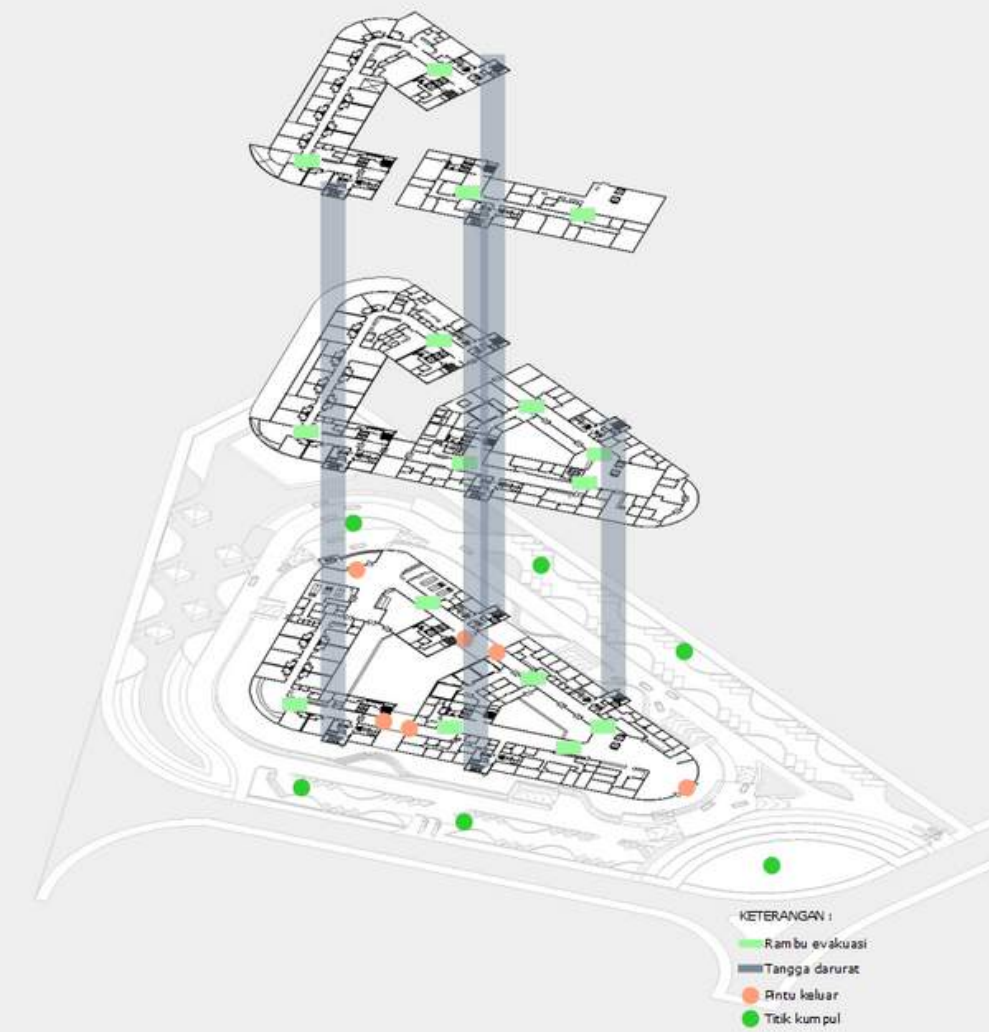 KETERANGAN :
Rambu evakuasi
Tangga darurat
Pintu keluar
Titik kumpul